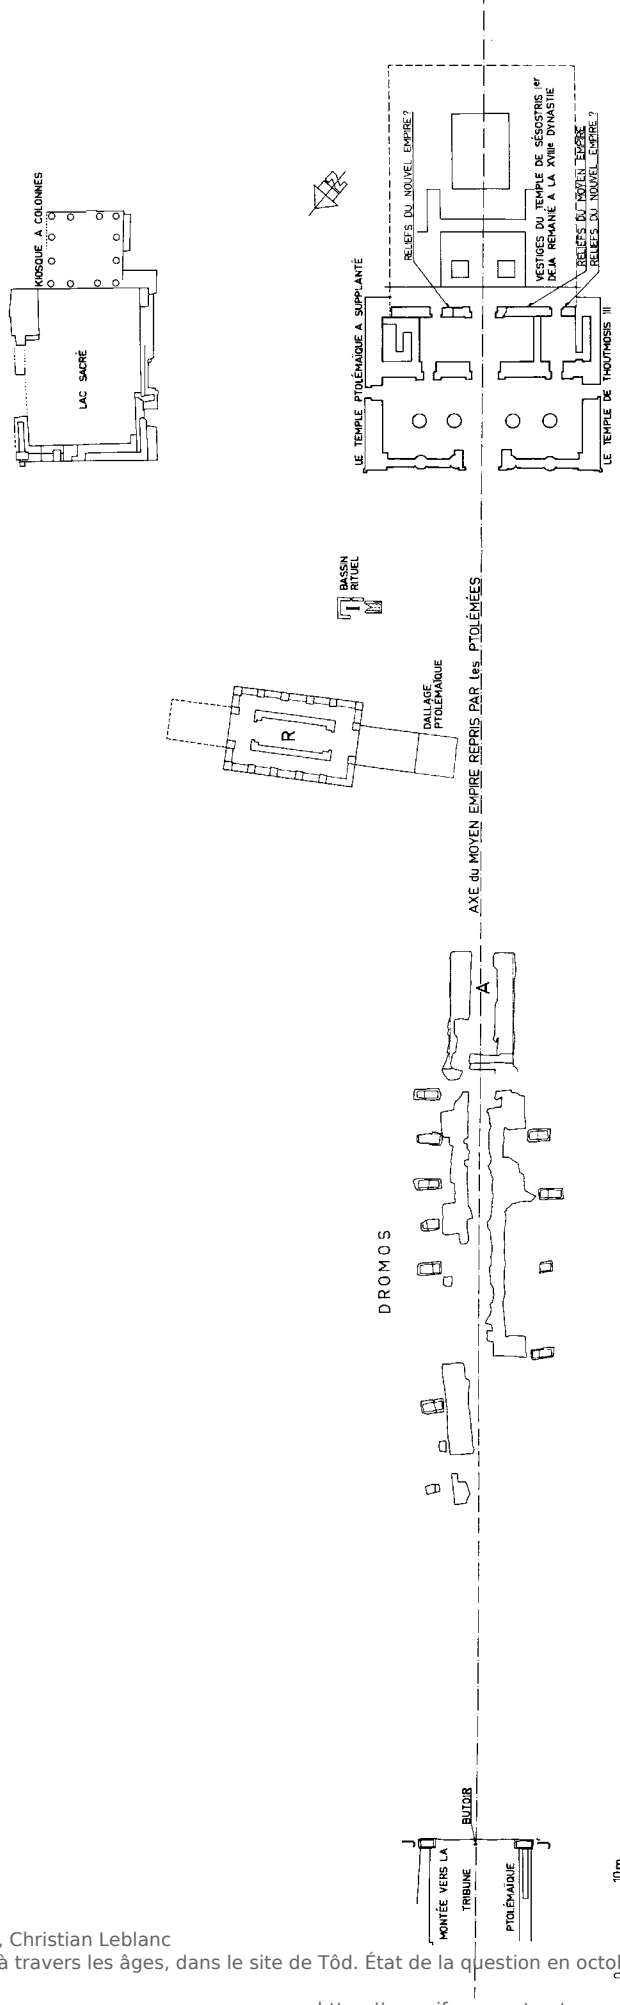 KIOSQUE A COLONNES
LAC SACRÉ
LE TEMPLE PTOLÉMAÏQUE A SUPPLANTÉ
RELIEFS DU NOUVEL EMPIRE ?
VESTIGES DU TEMPLE DE SÉSOSTRIS Ier
DEJA REMANIÉ A LA XVIIIe DYNASTIE
RELIEFS DU MOYEN EMPIRE
RELIEFS DU NOUVEL EMPIRE ?
LE TEMPLE DE THOUTMOSIS III
BASSIN
RITUEL
R
DALLAGE
PTOLÉMAÏQUE
AXE du MOYEN EMPIRE REPRIS PAR les PTOLÉMÉES
A
DROMOS
BUTOIR
J
J'
MONTÉE VERS LA
TRIBUNE
PTOLÉMAÏQUE
10m
0
, Christian Leblanc
à travers les âges, dans le site de Tôd. État de la question en